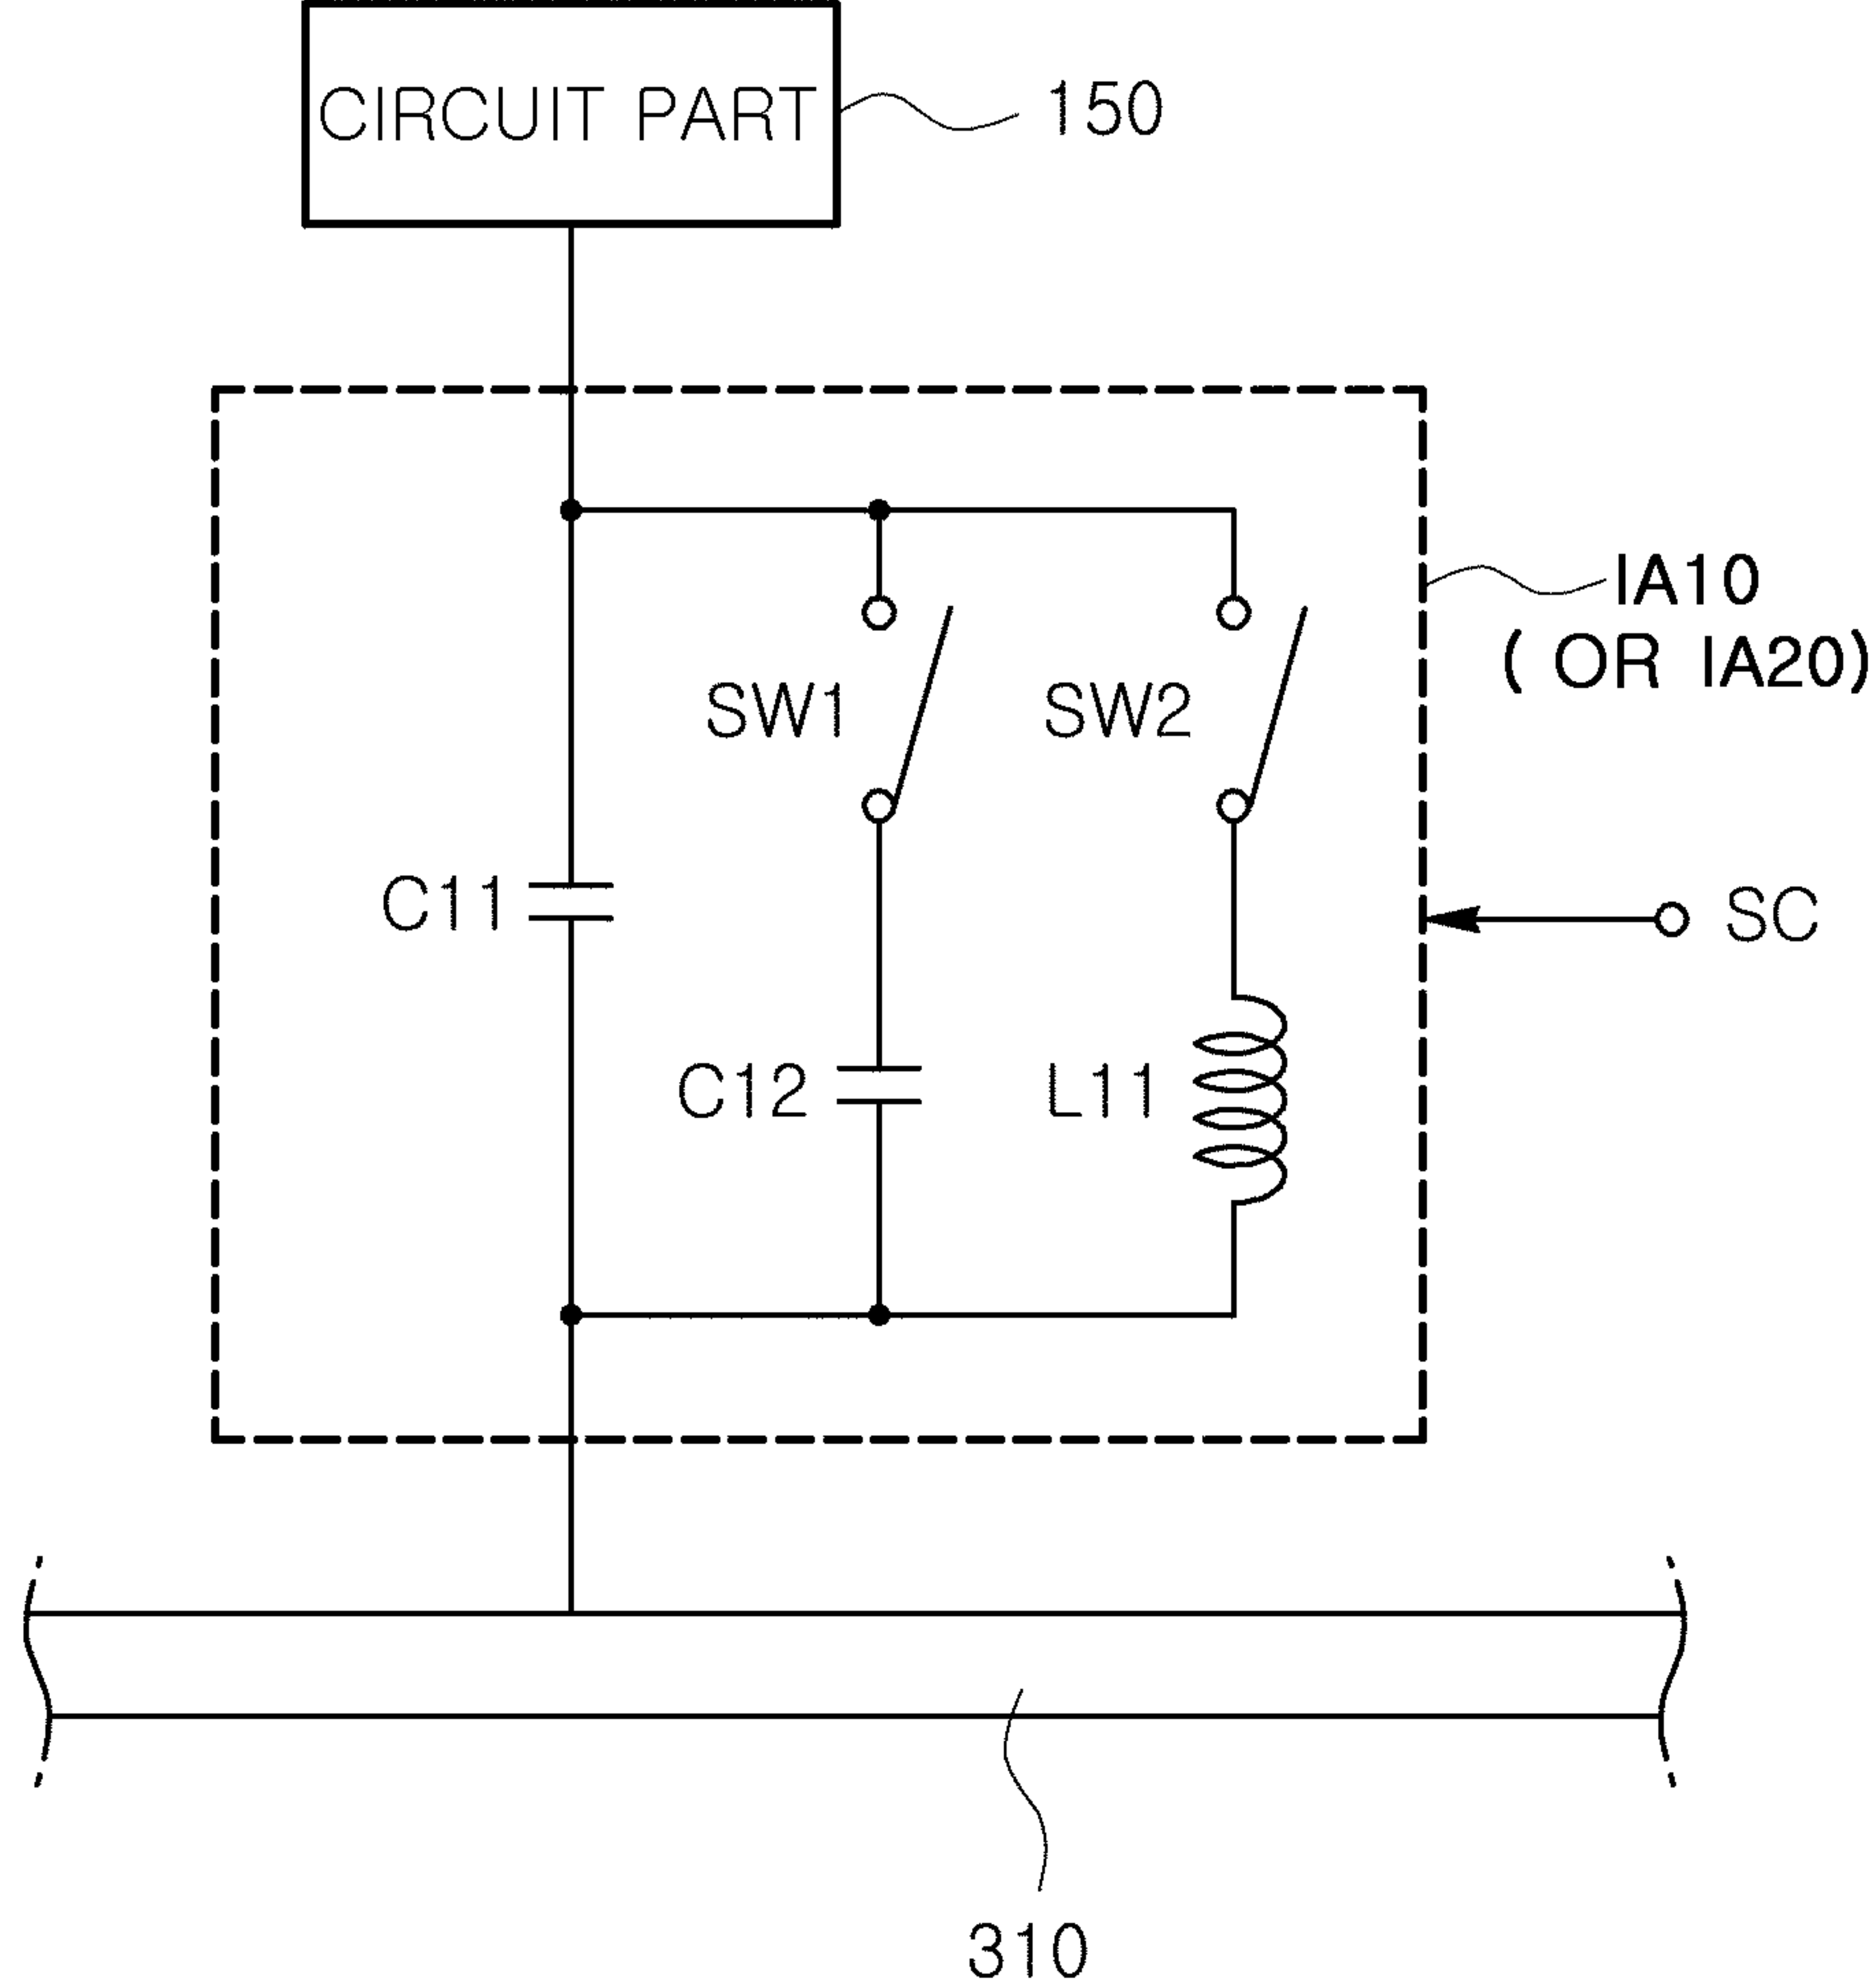 CIRCUIT PART
150
IA10
( OR IA20)
SW1
SW2
C11
SC
C12
L11
310